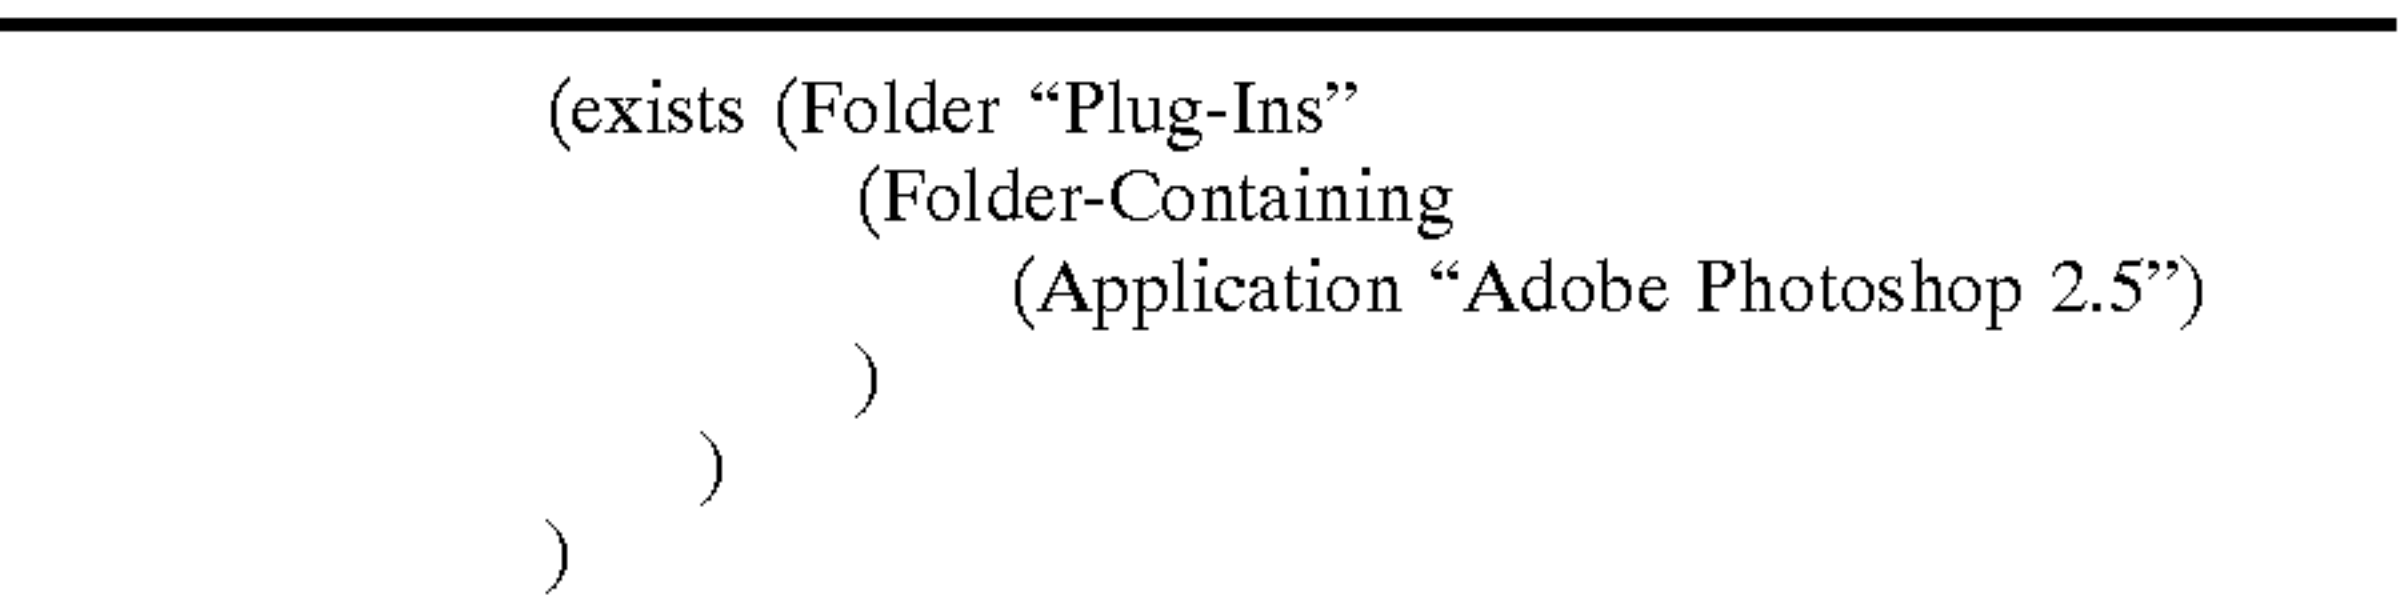 (exists (Folder “Plug-Ins”
(Folder-Containing
(Application “Adobe Photoshop 2.5”)
)
)
)